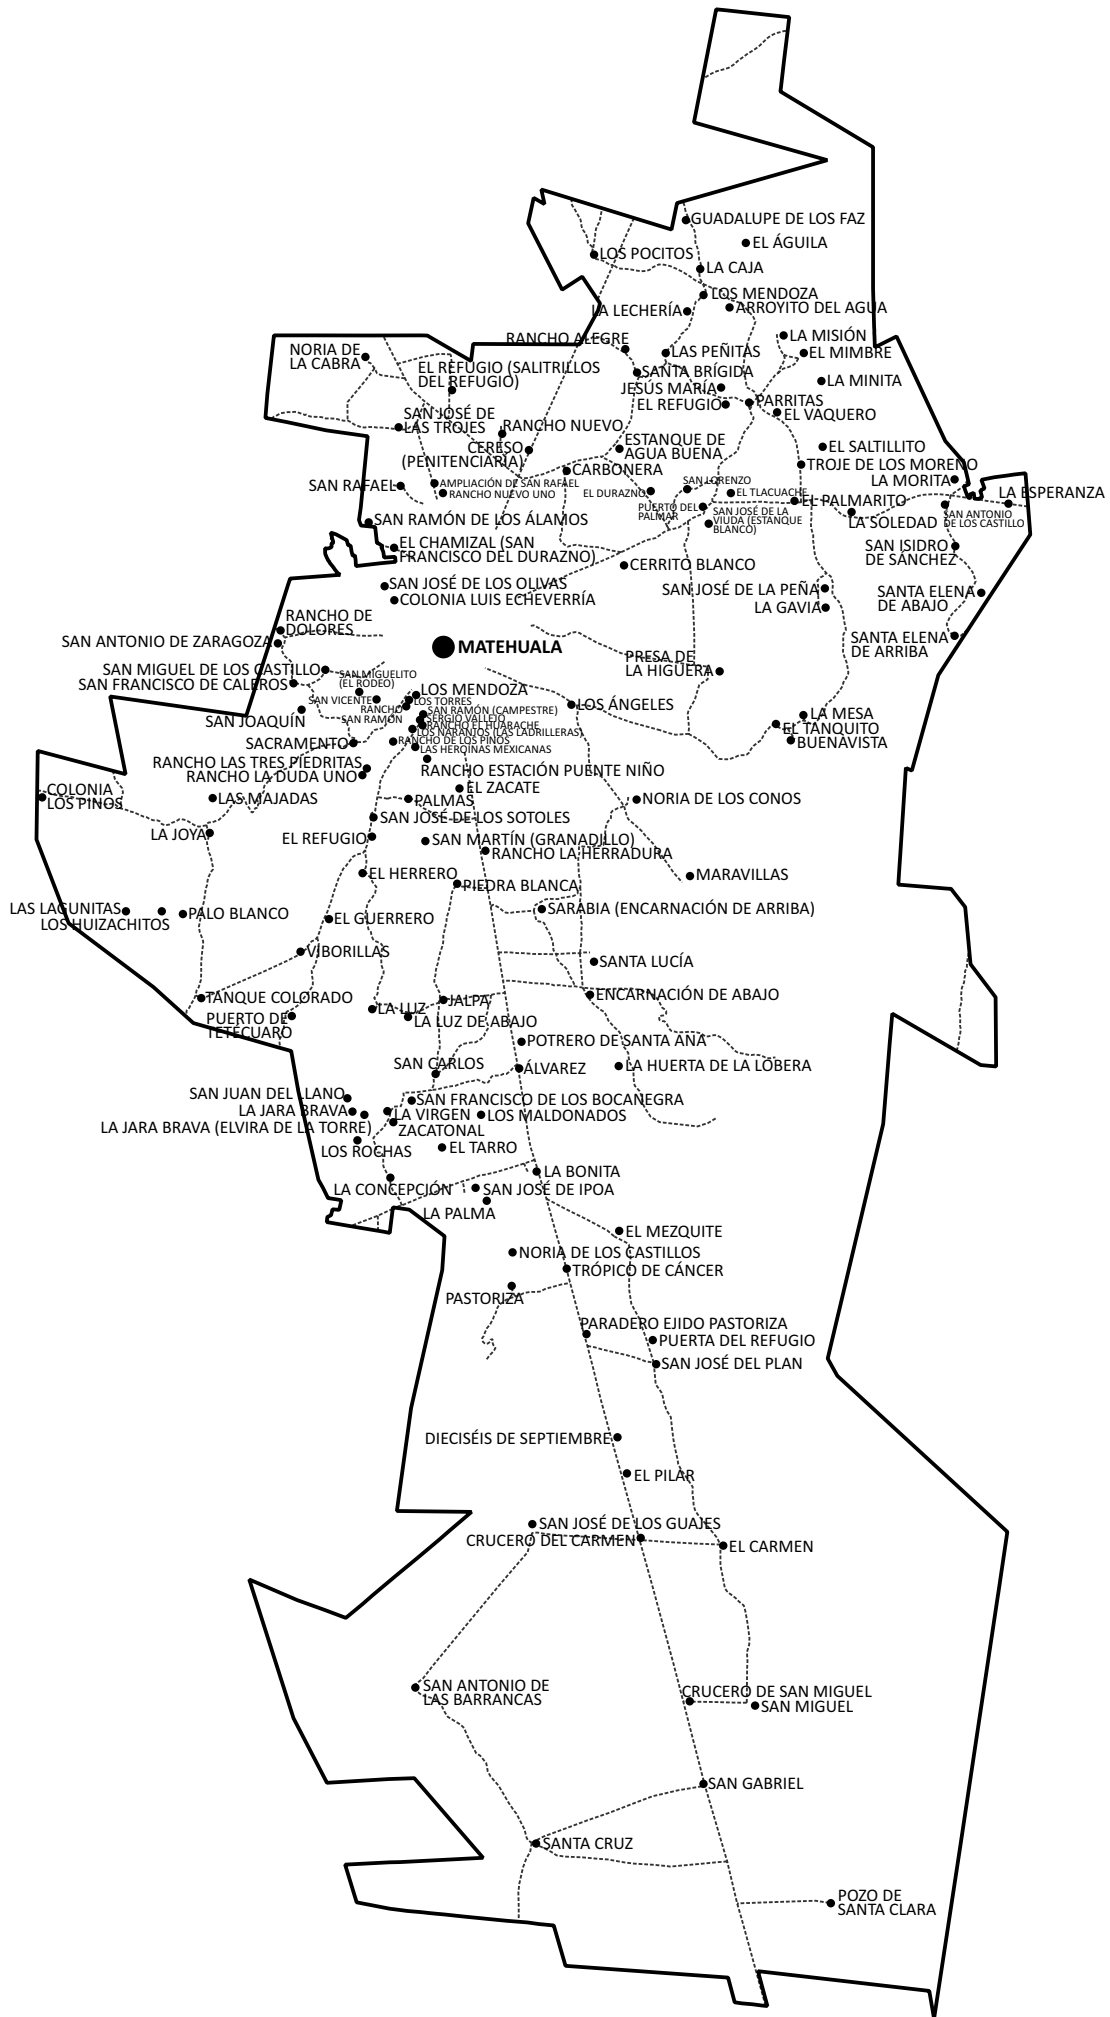 GUADALUPE DE LOS FAZ
EL ÁGUILA
LOS POCITOS
LA CAJA
LOS MENDOZA
LA LECHERÍA
ARROYITO DEL AGUA
RANCHO ALEGRE
LA MISIÓN
NORIA DE
LA CABRA
LAS PEÑITAS
EL MIMBRE
EL REFUGIO (SALITRILLOS
DEL REFUGIO)
SANTA BRÍGIDA
LA MINITA
JESÚS MARÍA
EL REFUGIO
PARRITAS
EL VAQUERO
SAN JOSÉ DE
LAS TROJES
RANCHO NUEVO
CERESO
(PENITENCIARÍA)
ESTANQUE DE
AGUA BUENA
EL SALTILLITO
CARBONERA
TROJE DE LOS MORENO
LA MORITA
SAN RAFAEL
AMPLIACIÓN DE SAN RAFAEL
RANCHO NUEVO UNO
EL DURAZNO
SAN LORENZO
EL TLACUACHE
EL PALMARITO
LA ESPERANZA
PUERTO DEL
PALMAR
SAN JOSÉ DE LA
VIUDA (ESTANQUE
BLANCO)
LA SOLEDAD
SAN ANTONIO
DE LOS CASTILLO
SAN RAMÓN DE LOS ÁLAMOS
EL CHAMIZAL (SAN
FRANCISCO DEL DURAZNO)
SAN ISIDRO
DE SÁNCHEZ
CERRITO BLANCO
SAN JOSÉ DE LOS OLIVAS
COLONIA LUIS ECHEVERRÍA
SAN JOSÉ DE LA PEÑA
LA GAVIA
SANTA ELENA
DE ABAJO
RANCHO DE
DOLORES
SAN ANTONIO DE ZARAGOZA
MATEHUALA
SANTA ELENA
DE ARRIBA
PRESA DE
LA HIGUERA
SAN MIGUEL DE LOS CASTILLO
SAN FRANCISCO DE CALEROS
SAN MIGUELITO
(EL RODEO)
LOS MENDOZA
SAN VICENTE
LOS TORRES
RANCHO
SAN RAMÓN
SAN RAMÓN (CAMPESTRE)
SERGIO VALLEJO
RANCHO EL HUARACHE
LOS NARANJOS (LAS LADRILLERAS)
RANCHO DE LOS PINOS
LAS HEROÍNAS MEXICANAS
LOS ÁNGELES
SAN JOAQUÍN
LA MESA
EL TANQUITO
BUENAVISTA
SACRAMENTO
RANCHO LAS TRES PIEDRITAS
RANCHO LA DUDA UNO
RANCHO ESTACIÓN PUENTE NIÑO
EL ZACATE
COLONIA
LOS PINOS
LAS MAJADAS
PALMAS
NORIA DE LOS CONOS
SAN JOSÉ DE LOS SOTOLES
LA JOYA
EL REFUGIO
SAN MARTÍN (GRANADILLO)
RANCHO LA HERRADURA
EL HERRERO
PIEDRA BLANCA
MARAVILLAS
LAS LAGUNITAS
LOS HUIZACHITOS
PALO BLANCO
EL GUERRERO
SARABIA (ENCARNACIÓN DE ARRIBA)
VIBORILLAS
SANTA LUCÍA
TANQUE COLORADO
PUERTO DE
TETECUARO
LA LUZ
JALPA
LA LUZ DE ABAJO
ENCARNACIÓN DE ABAJO
POTRERO DE SANTA ANA
SAN CARLOS
ÁLVAREZ
LA HUERTA DE LA LOBERA
SAN JUAN DEL LLANO
LA JARA BRAVA
LA JARA BRAVA (ELVIRA DE LA TORRE)
SAN FRANCISCO DE LOS BOCANEGRA
LA VIRGEN
LOS MALDONADOS
ZACATONAL
LOS ROCHAS
EL TARRO
LA BONITA
LA CONCEPCIÓN
SAN JOSÉ DE IPOA
LA PALMA
EL MEZQUITE
NORIA DE LOS CASTILLOS
TRÓPICO DE CÁNCER
PASTORIZA
PARADERO EJIDO PASTORIZA
PUERTA DEL REFUGIO
SAN JOSÉ DEL PLAN
DIECISÉIS DE SEPTIEMBRE
EL PILAR
SAN JOSÉ DE LOS GUAJES
CRUCERO DEL CARMEN
EL CARMEN
SAN ANTONIO DE
LAS BARRANCAS
CRUCERO DE SAN MIGUEL
SAN MIGUEL
SAN GABRIEL
SANTA CRUZ
POZO DE
SANTA CLARA